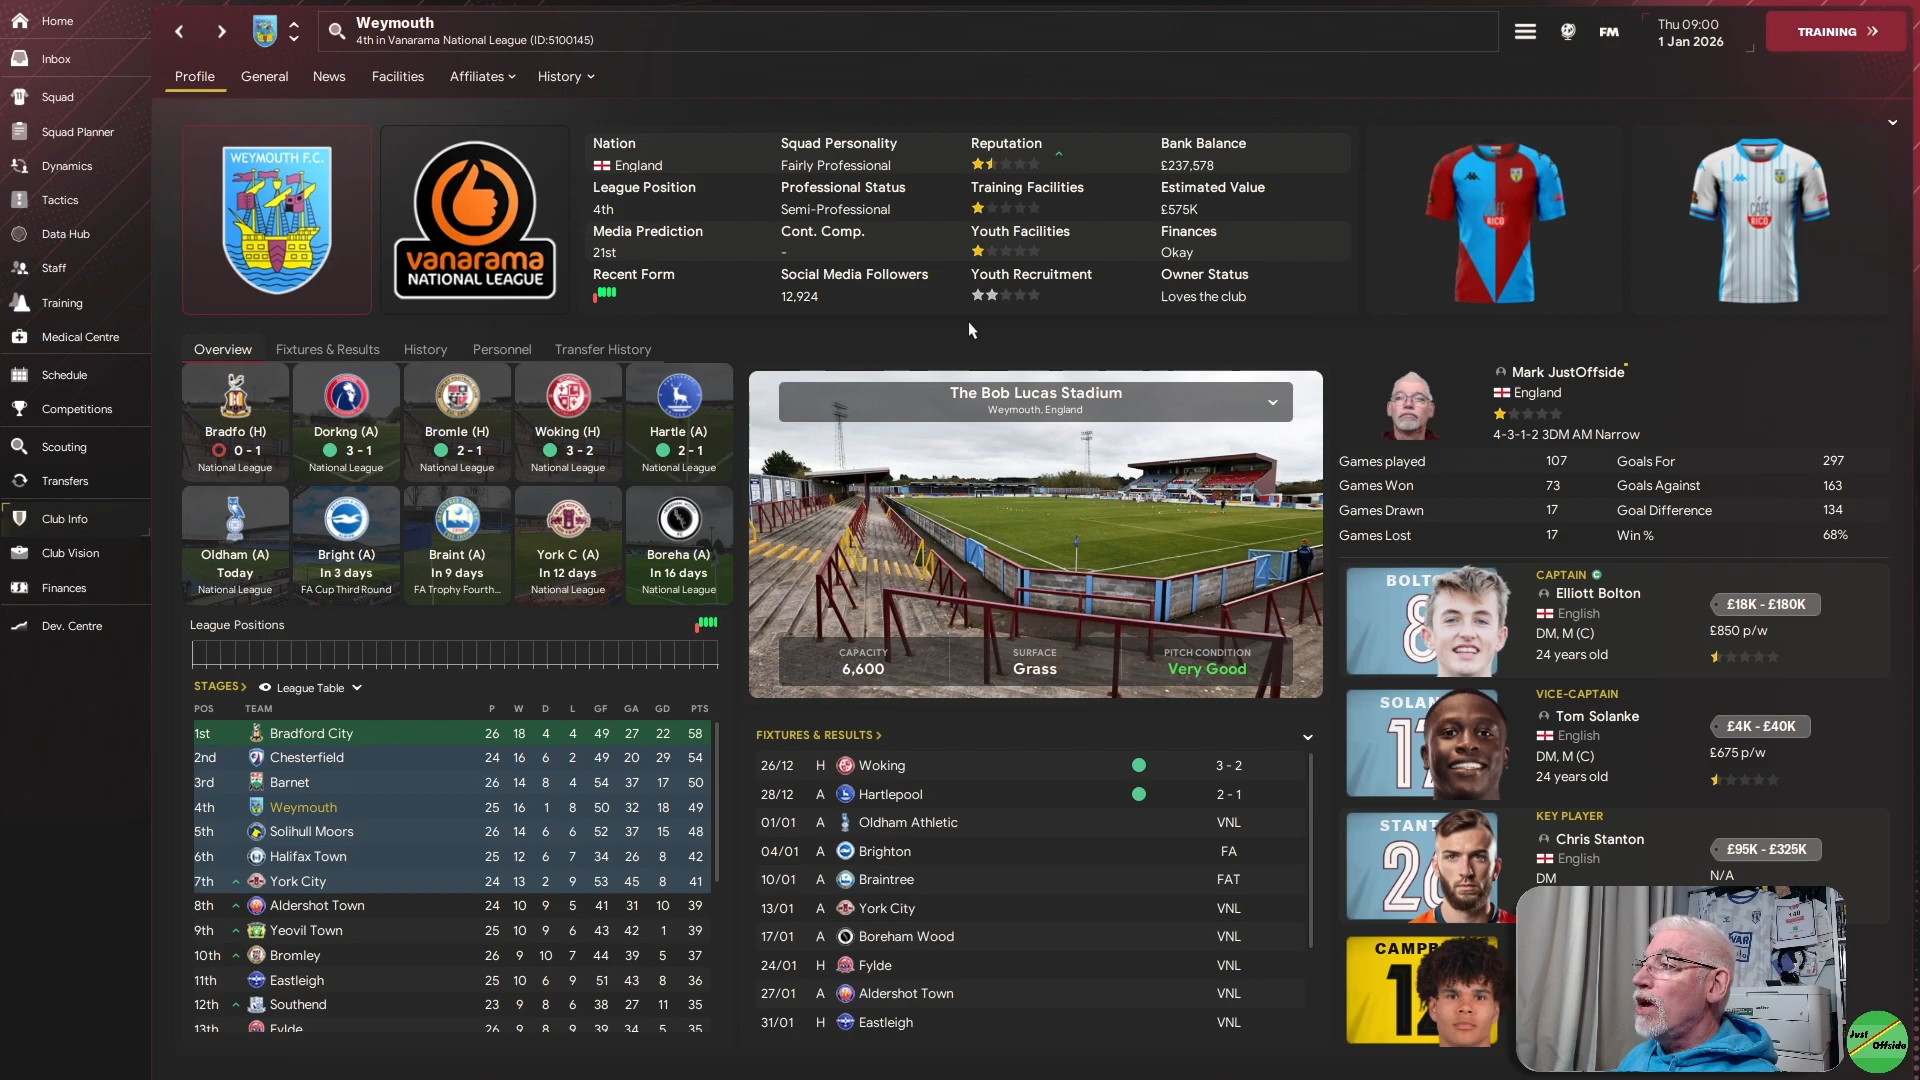 Home
Inbox
Squad
Squad Planner
Dynamics
Tactics
Data Hub
Staff
Training
Medical Centre
Schedule
Competitions
Scouting
Transfers
Club Info
Club Vision
Finances
Dev. Centre
Weymouth
4th in Vanarama National League (ID:5100145)
FM
Thu 09:00
1 Jan 2026
TRAINING
Profile General News Facilities Affiliates History
WEYMOUTH F.C.
vanarama
NATIONAL LEAGUE
Nation Squad Personality Reputation Bank Balance
England Fairly Professional £237,578
League Position Professional Status Training Facilities Estimated Value
4th Semi-Professional £575K
Media Prediction Cont. Comp. Youth Facilities Finances
21st - Okay
Recent Form Social Media Followers Youth Recruitment Owner Status
12,924 Loves the club
CAFÉ RICO
CAFÉ RICO
Overview Fixtures & Results History Personnel Transfer History
Bradfo (H) Dorkng (A) Bromle (H) Woking (H) Hartle (A)
0 - 1 3 - 1 2 - 1 3 - 2 2 - 1
National League National League National League National League National League
Oldham (A) Bright (A) Braint (A) York C (A) Boreha (A)
Today In 3 days In 9 days In 12 days In 16 days
National League FA Cup Third Round FA Trophy Fourth... National League National League
League Positions
STAGES League Table
POS TEAM P W D L GF GA GD PTS
1st Bradford City 26 18 4 4 49 27 22 58
2nd Chesterfield 24 16 6 2 49 20 29 54
3rd Barnet 26 14 8 4 54 37 17 50
4th Weymouth 25 16 1 8 50 32 18 49
5th Solihull Moors 26 14 6 6 52 37 15 48
6th Halifax Town 25 12 6 7 34 26 8 42
7th York City 24 13 2 9 53 45 8 41
8th Aldershot Town 24 10 9 5 41 31 10 39
9th Yeovil Town 25 10 9 6 43 42 1 39
10th Bromley 26 9 10 7 44 39 5 37
11th Eastleigh 25 10 6 9 51 43 8 36
12th Southend 23 9 8 6 38 27 11 35
13th Fylde 26 9 8 9 39 34 5 35
The Bob Lucas Stadium
Weymouth, England
CAPACITY SURFACE PITCH CONDITION
6,600 Grass Very Good
FIXTURES & RESULTS
26/12 H Woking 3 - 2
28/12 A Hartlepool 2 - 1
01/01 A Oldham Athletic VNL
04/01 A Brighton FA
10/01 A Braintree FAT
13/01 A York City VNL
17/01 A Boreham Wood VNL
24/01 H Fylde VNL
27/01 A Aldershot Town VNL
31/01 H Eastleigh VNL
Mark JustOffside
England
4-3-1-2 3DM AM Narrow
Games played 107 Goals For 297
Games Won 73 Goals Against 163
Games Drawn 17 Goal Difference 134
Games Lost 17 Win % 68%
BOLT
8
CAPTAIN C
Elliott Bolton
English
DM, M (C)
24 years old
£18K - £180K
£850 p/w
SOLAN
VICE-CAPTAIN
Tom Solanke
English
DM, M (C)
24 years old
£4K - £40K
£675 p/w
STANT
KEY PLAYER
Chris Stanton
English
DM
£95K - £325K
N/A
CAMPB
Just
Offside